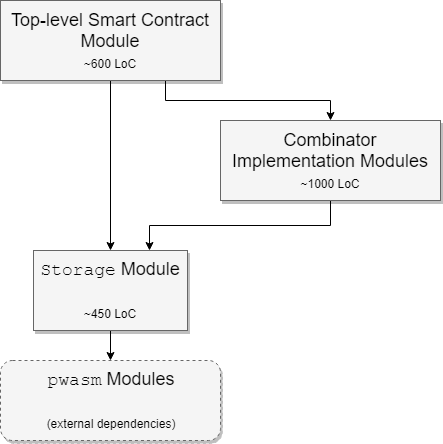 Top-level Smart Contract
Module
~600 LoC
Combinator
Implementation Modules
~1000 LoC
Storage Module
~450 LoC
pwasm Modules
(external dependencies)